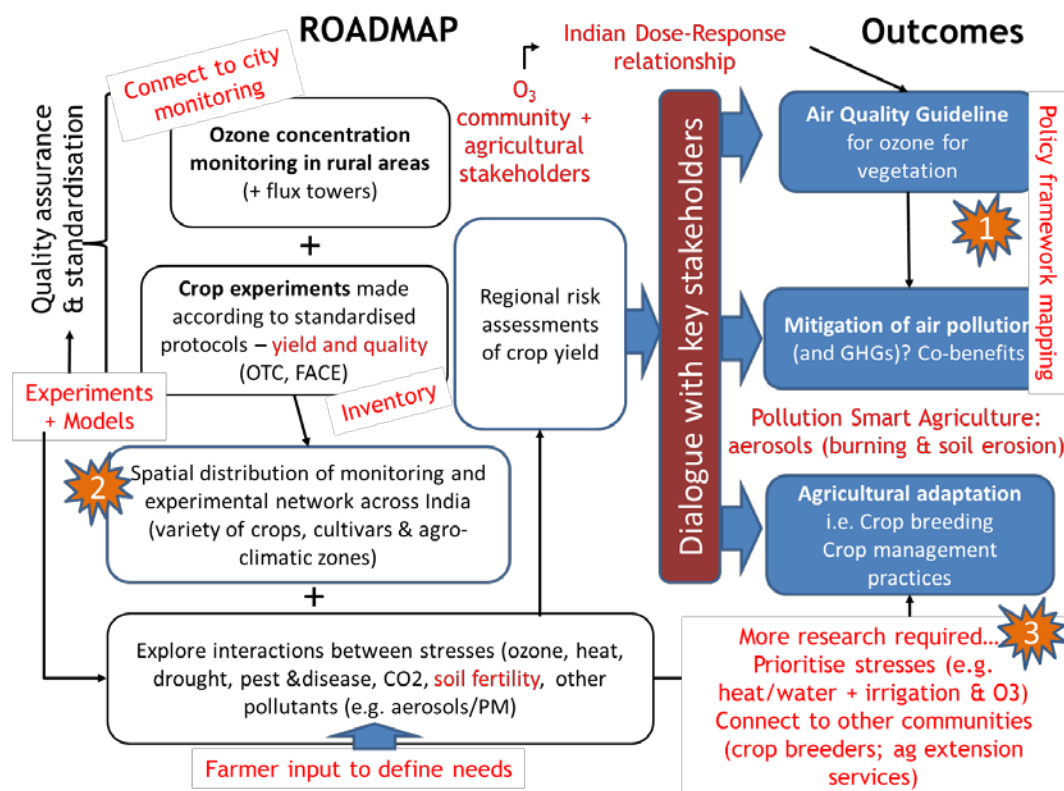 ROADMAP
Outcomes
Connect to city
monitoring
Quality assurance
& standardisation
Ozone concentration
monitoring in rural areas
(+ flux towers)
+
Crop experiments made
according to standardised
protocols – yield and quality
(OTC, FACE)
Experiments
+ Models
Inventory
2
Spatial distribution of monitoring and
experimental network across India
(variety of crops, cultivars & agro-
climatic zones)
+
Explore interactions between stresses (ozone, heat,
drought, pest &disease, CO2, soil fertility, other
pollutants (e.g. aerosols/PM)
Farmer input to define needs
O3
community +
agricultural
stakeholders
Indian Dose-Response
relationship
Regional risk
assessments
of crop yield
Dialogue with key stakeholders
Air Quality Guideline
for ozone for
vegetation
1
Policy framework
mapping
Mitigation of air pollution
(and GHGs)? Co-benefits
Pollution Smart Agriculture:
aerosols (burning & soil erosion)
Agricultural adaptation
i.e. Crop breeding
Crop management
practices
3
More research required...
Prioritise stresses (e.g.
heat/water + irrigation & O3)
Connect to other communities
(crop breeders; ag extension
services)